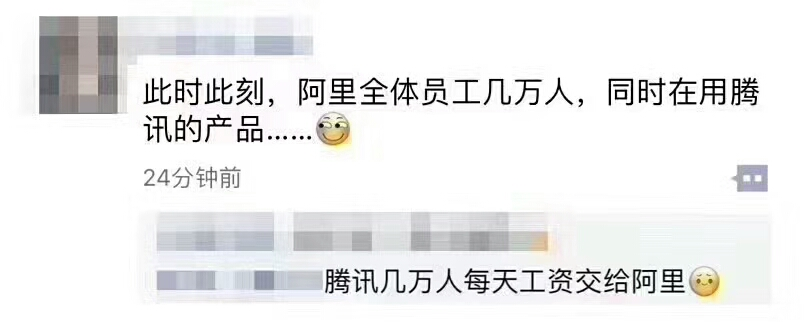 此时此刻，阿里全体员工几万人，同时在用腾
讯的产品......
24分钟前
腾讯几万人每天工资交给阿里